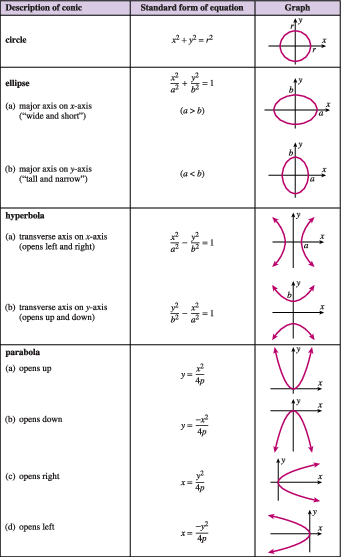 Description of conic Standard form of equation Graph
circle x² + y² = r² y r x r
ellipse x²/a² + y²/b² = 1 y
(a) major axis on x-axis (a > b) b x
("wide and short") a
y
(b) major axis on y-axis (a < b) b x
("tall and narrow") a
hyperbola y
(a) transverse axis on x-axis x²/a² − y²/b² = 1 x
(opens left and right) a
y
(b) transverse axis on y-axis y²/b² − x²/a² = 1 b x
(opens up and down)
parabola y
(a) opens up y = x²/4p x
y
(b) opens down y = −x²/4p x
y
(c) opens right x = y²/4p x
y
(d) opens left x = −y²/4p x